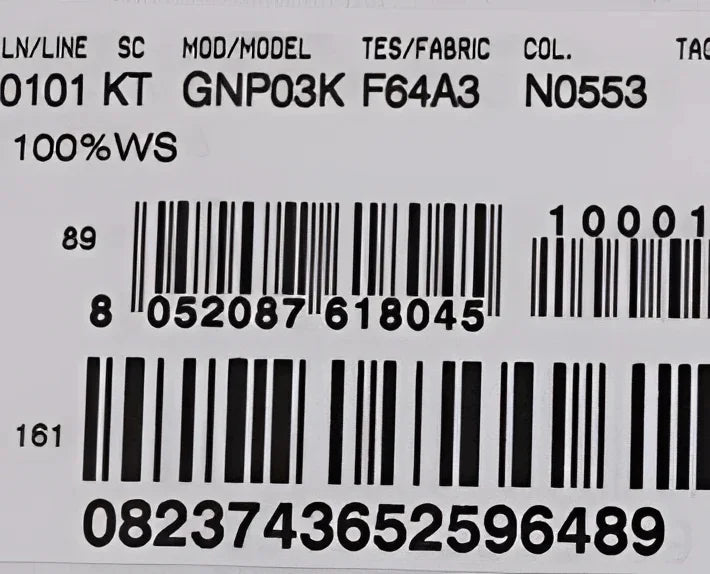 LN/LINE SC MOD/MODEL TES/FABRIC COL.
0101 KT GNP03K F64A3 N0553
100%WS
89
10001
8 052087 618045
161
0823743652596489